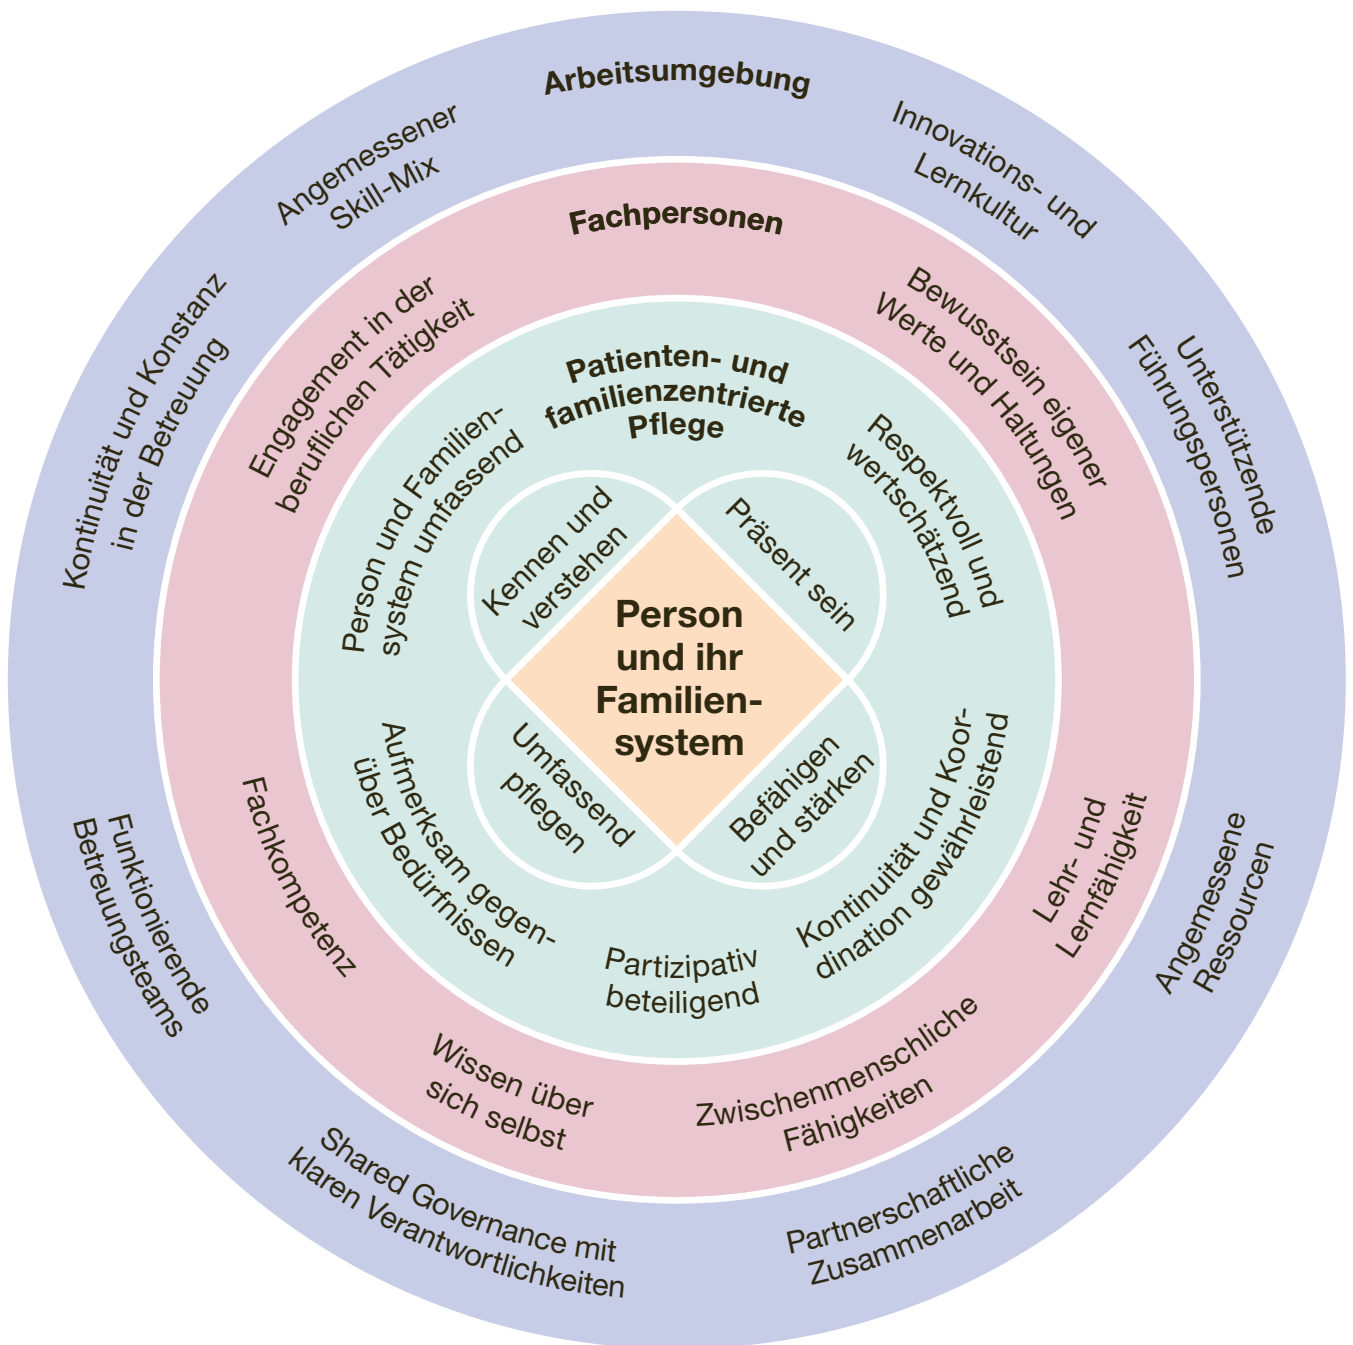 Arbeitsumgebung
Innovations- und
Lernkultur
Unterstützende
Führungspersonen
Angemessene
Ressourcen
Partnerschaftliche
Zusammenarbeit
Shared Governance mit
klaren Verantwortlichkeiten
Funktionierende
Betreuungsteams
Kontinuität und Konstanz
in der Betreuung
Angemessener
Skill-Mix
Fachpersonen
Bewusstsein eigener
Werte und Haltungen
Lehr- und
Lernfähigkeit
Zwischenmenschliche
Fähigkeiten
Wissen über
sich selbst
Fachkompetenz
Engagement in der
beruflichen Tätigkeit
Patienten- und
familienzentrierte
Pflege
Respektvoll und
wertschätzend
Kontinuität und Koor-
dination gewährleistend
Partizipativ
beteiligend
Aufmerksam gegen-
über Bedürfnissen
Person und Familien-
system umfassend
Kennen und
verstehen
Präsent sein
Befähigen
und stärken
Umfassend
pflegen
Person
und ihr
Familien-
system